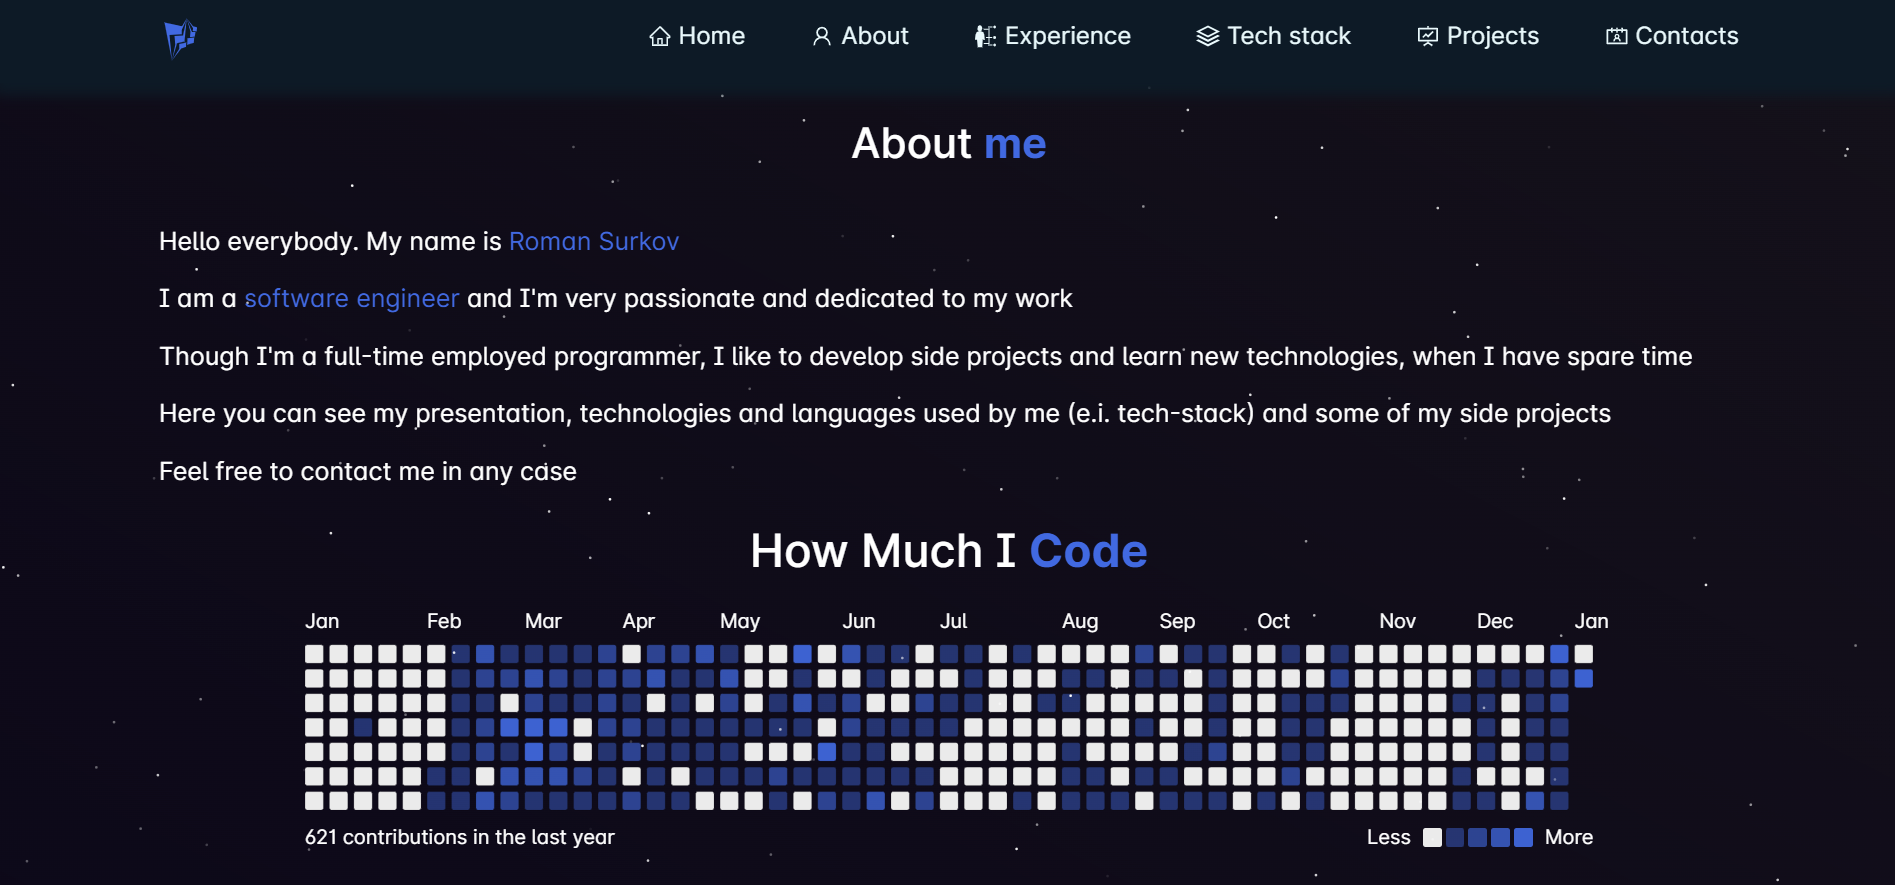 Home About Experience Tech stack Projects Contacts
About me
Hello everybody. My name is Roman Surkov
I am a software engineer and I'm very passionate and dedicated to my work
Though I'm a full-time employed programmer, I like to develop side projects and learn new technologies, when I have spare time
Here you can see my presentation, technologies and languages used by me (e.i. tech-stack) and some of my side projects
Feel free to contact me in any case
How Much I Code
Jan Feb Mar Apr May Jun Jul Aug Sep Oct Nov Dec Jan
621 contributions in the last year
Less More